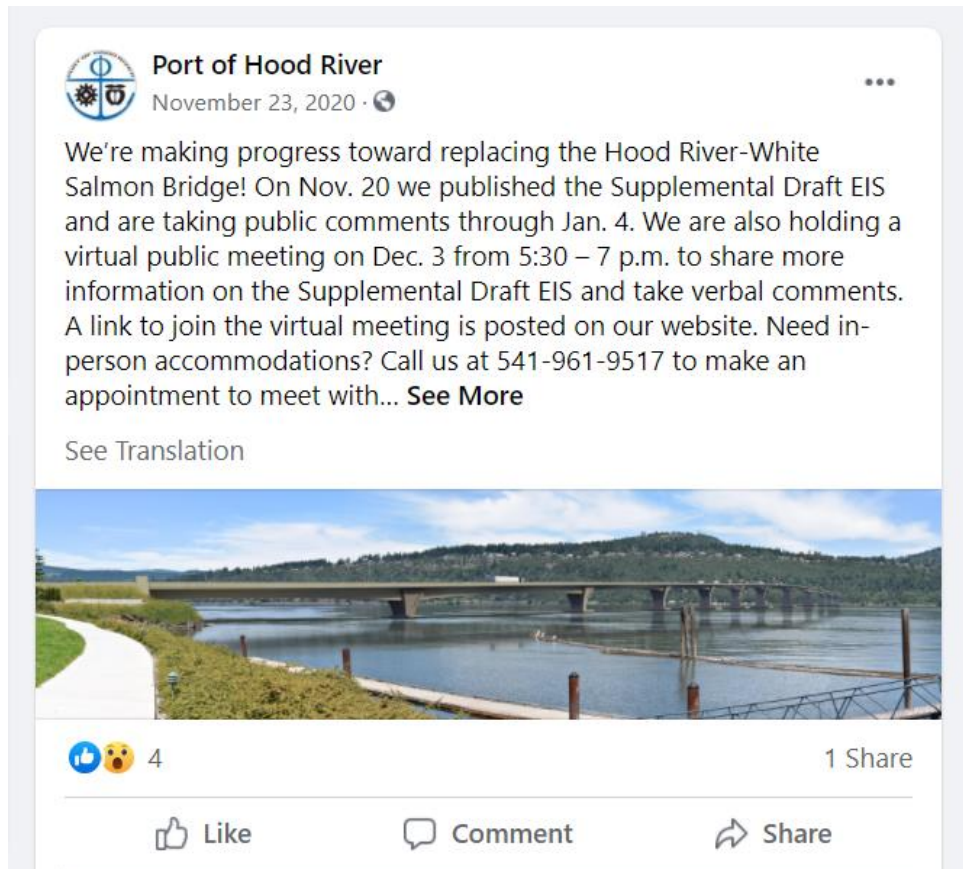 Port of Hood River
November 23, 2020 ·
We're making progress toward replacing the Hood River-White
Salmon Bridge! On Nov. 20 we published the Supplemental Draft EIS
and are taking public comments through Jan. 4. We are also holding a
virtual public meeting on Dec. 3 from 5:30 – 7 p.m. to share more
information on the Supplemental Draft EIS and take verbal comments.
A link to join the virtual meeting is posted on our website. Need in-
person accommodations? Call us at 541-961-9517 to make an
appointment to meet with... See More
See Translation
4
1 Share
Like
Comment
Share